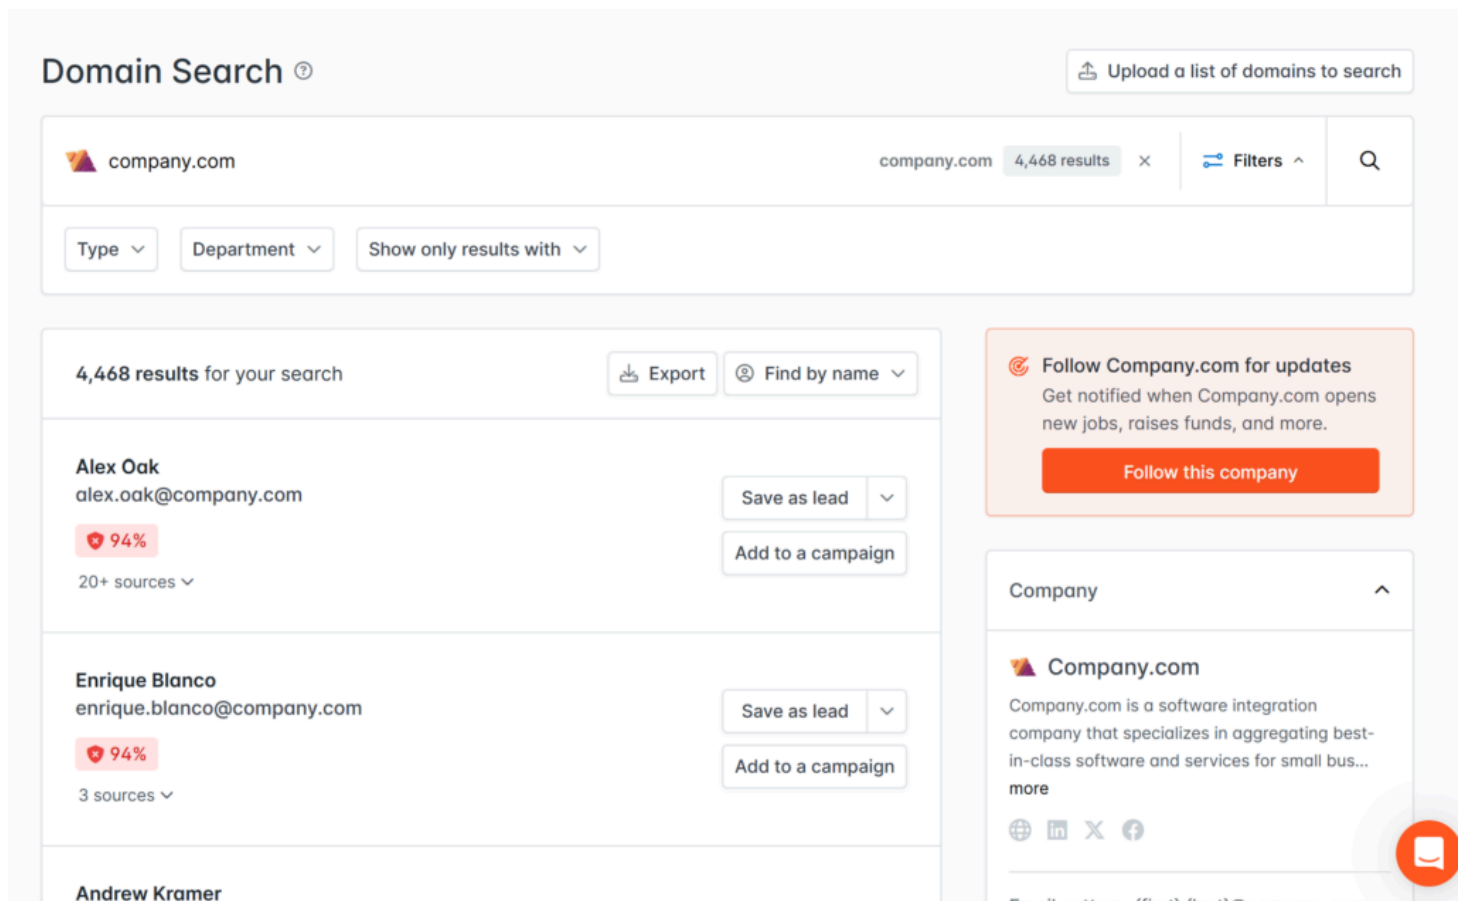 Domain Search
Upload a list of domains to search
company.com
company.com 4,468 results
Filters
Type
Department
Show only results with
4,468 results for your search
Export
Find by name
Alex Oak
alex.oak@company.com
94%
20+ sources
Save as lead
Add to a campaign
Enrique Blanco
enrique.blanco@company.com
94%
3 sources
Save as lead
Add to a campaign
Andrew Kramer
Follow Company.com for updates
Get notified when Company.com opens
new jobs, raises funds, and more.
Follow this company
Company
Company.com
Company.com is a software integration
company that specializes in aggregating best-
in-class software and services for small bus...
more